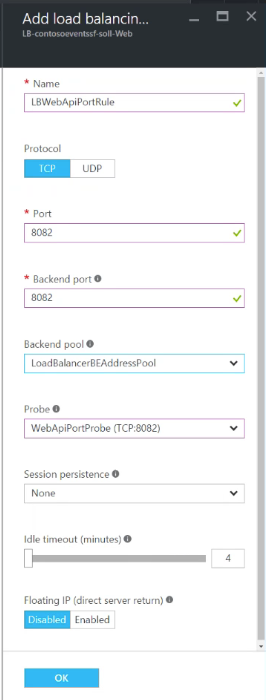 Add load balancin...
LB-contosoeventssf-soll-Web
* Name
LBWebApiPortRule
Protocol
TCP UDP
* Port
8082
* Backend port
8082
Backend pool
LoadBalancerBEAddressPool
Probe
WebApiPortProbe (TCP:8082)
Session persistence
None
Idle timeout (minutes)
4
Floating IP (direct server return)
Disabled Enabled
OK